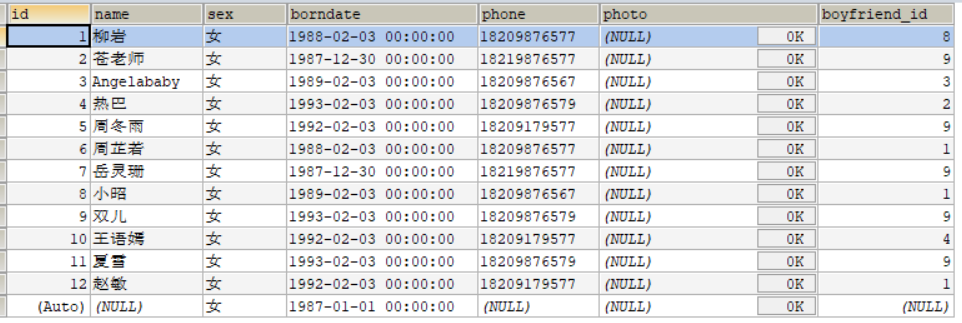 id name sex borndate phone photo boyfriend_id
1 柳岩 女 1988-02-03 00:00:00 18209876577 (NULL) 0K 8
2 苍老师 女 1987-12-30 00:00:00 18219876577 (NULL) 0K 9
3 Angelababy 女 1989-02-03 00:00:00 18209876567 (NULL) 0K 3
4 热巴 女 1993-02-03 00:00:00 18209876579 (NULL) 0K 2
5 周冬雨 女 1992-02-03 00:00:00 18209179577 (NULL) 0K 9
6 周芷若 女 1988-02-03 00:00:00 18209876577 (NULL) 0K 1
7 岳灵珊 女 1987-12-30 00:00:00 18219876577 (NULL) 0K 9
8 小昭 女 1989-02-03 00:00:00 18209876567 (NULL) 0K 1
9 双儿 女 1993-02-03 00:00:00 18209876579 (NULL) 0K 9
10 王语嫣 女 1992-02-03 00:00:00 18209179577 (NULL) 0K 4
11 夏雪 女 1993-02-03 00:00:00 18209876579 (NULL) 0K 9
12 赵敏 女 1992-02-03 00:00:00 18209179577 (NULL) 0K 1
(Auto) (NULL) 女 1987-01-01 00:00:00 (NULL) (NULL) 0K (NULL)